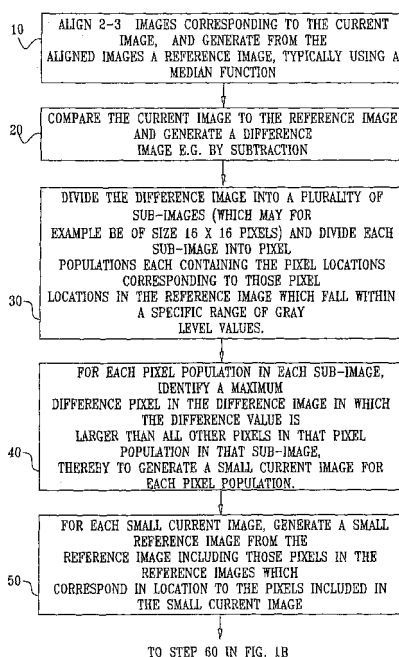 10
ALIGN 2-3 IMAGES CORRESPONDING TO THE CURRENT
IMAGE, AND GENERATE FROM THE
ALIGNED IMAGES A REFERENCE IMAGE, TYPICALLY USING A
MEDIAN FUNCTION
20
COMPARE THE CURRENT IMAGE TO THE REFERENCE IMAGE
AND GENERATE A DIFFERENCE
IMAGE E.G. BY SUBTRACTION
30
DIVIDE THE DIFFERENCE IMAGE INTO A PLURALITY OF
SUB-IMAGES (WHICH MAY FOR
EXAMPLE BE OF SIZE 16 X 16 PIXELS) AND DIVIDE EACH
SUB-IMAGE INTO PIXEL
POPULATIONS EACH CONTAINING THE PIXEL LOCATIONS
CORRESPONDING TO THOSE PIXEL
LOCATIONS IN THE REFERENCE IMAGE WHICH FALL WITHIN
A SPECIFIC RANGE OF GRAY
LEVEL VALUES.
40
FOR EACH PIXEL POPULATION IN EACH SUB-IMAGE,
IDENTIFY A MAXIMUM
DIFFERENCE PIXEL IN THE DIFFERENCE IMAGE IN WHICH
THE DIFFERENCE VALUE IS
LARGER THAN ALL OTHER PIXELS IN THAT PIXEL
POPULATION IN THAT SUB-IMAGE,
THEREBY TO GENERATE A SMALL CURRENT IMAGE FOR
EACH PIXEL POPULATION.
50
FOR EACH SMALL CURRENT IMAGE, GENERATE A SMALL
REFERENCE IMAGE FROM THE
REFERENCE IMAGE INCLUDING THOSE PIXELS IN THE
REFERENCE IMAGES WHICH
CORRESPOND IN LOCATION TO THE PIXELS INCLUDED IN
THE SMALL CURRENT IMAGE
TO STEP 60 IN FIG. 1B